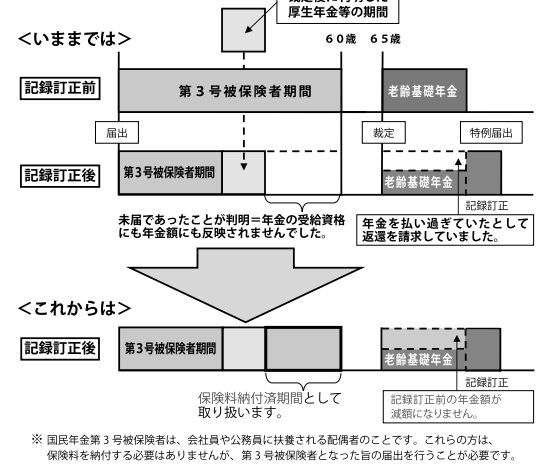 厚生年金等の期間
＜いままでは＞
６０歳
６５歳
記録訂正前
第３号被保険者期間
老齢基礎年金
届出
裁定
特例届出
記録訂正後
第3号被保険者期間
老齢基礎年金
記録訂正
未届であったことが判明＝年金の受給資格
にも年金額にも反映されませんでした。
年金を払い過ぎていたとして
返還を請求していました。
＜これからは＞
記録訂正後
第3号被保険者期間
老齢基礎年金
記録訂正
保険料納付済期間として
取り扱います。
記録訂正前の年金額が
減額になりません。
※ 国民年金第３号被保険者は、会社員や公務員に扶養される配偶者のことです。これらの方は、
保険料を納付する必要はありませんが、第３号被保険者となった旨の届出を行うことが必要です。